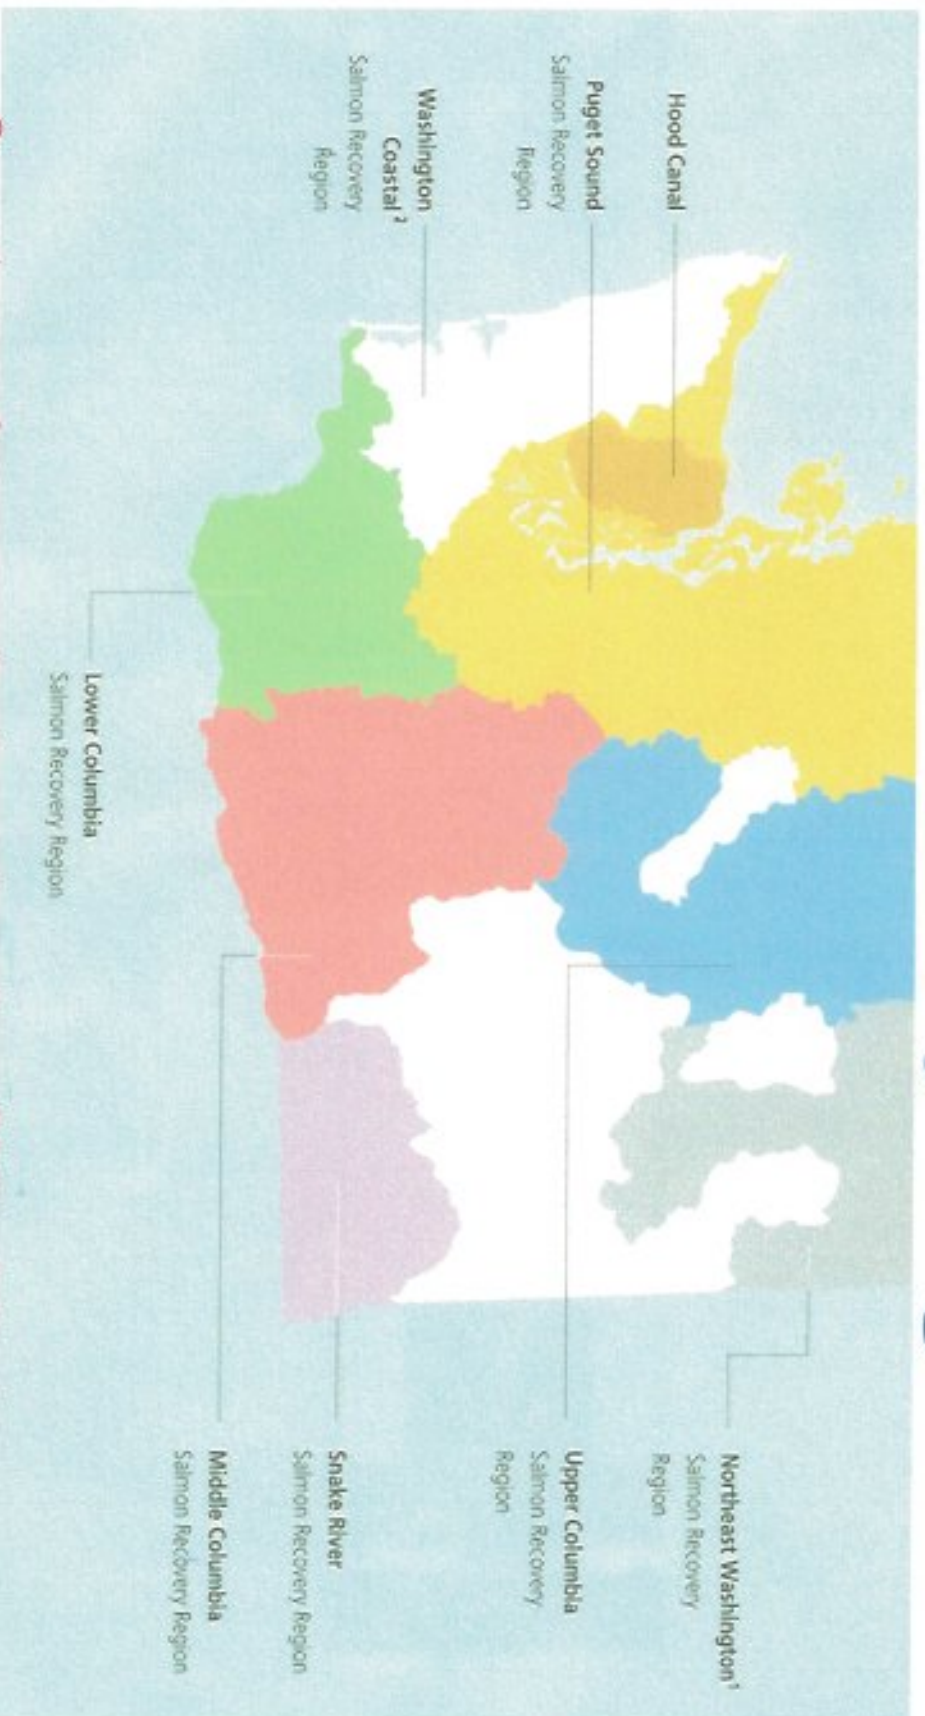 Hood Canal
Puget Sound
Salmon Recovery
Region
Washington
Coastal²
Salmon Recovery
Region
Lower Columbia
Salmon Recovery Region
Northeast Washington¹
Salmon Recovery
Region
Upper Columbia
Salmon Recovery
Region
Snake River
Salmon Recovery Region
Middle Columbia
Salmon Recovery Region